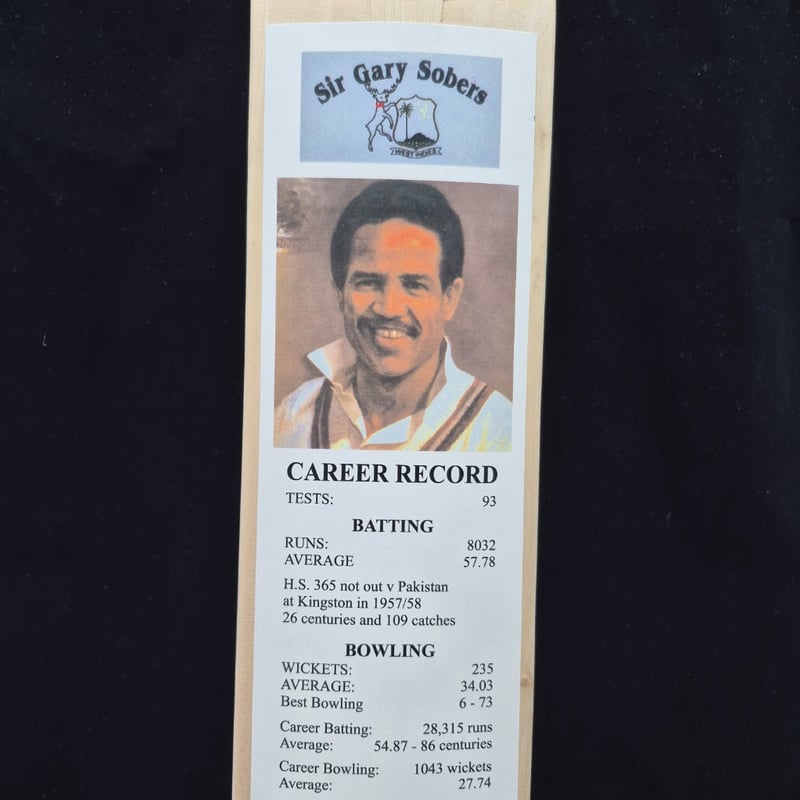 Sir Gary Sobers
WEST INDIES
CAREER RECORD
TESTS: 93
BATTING
RUNS: 8032
AVERAGE 57.78
H.S. 365 not out v Pakistan
at Kingston in 1957/58
26 centuries and 109 catches
BOWLING
WICKETS: 235
AVERAGE: 34.03
Best Bowling 6 - 73
Career Batting: 28,315 runs
Average: 54.87 - 86 centuries
Career Bowling: 1043 wickets
Average: 27.74